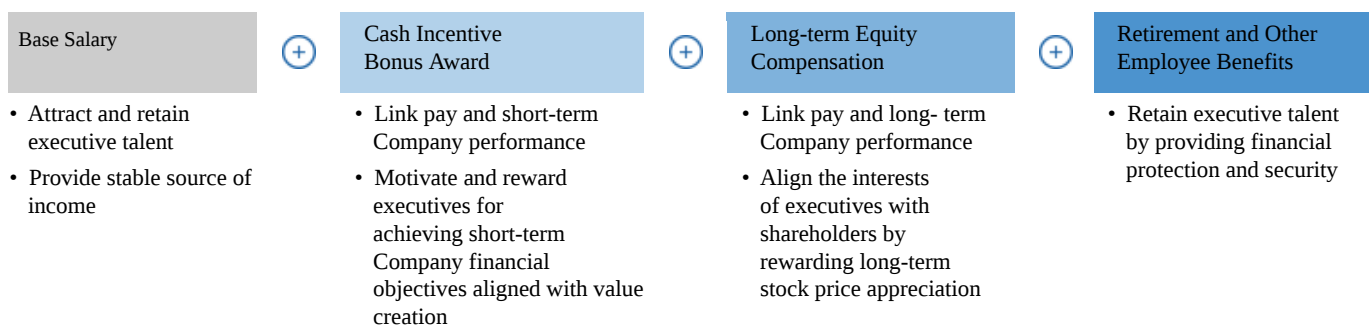 Base Salary
Cash Incentive
Bonus Award
Long-term Equity
Compensation
Retirement and Other
Employee Benefits
• Attract and retain
executive talent
• Provide stable source of
income
• Link pay and short-term
Company performance
• Motivate and reward
executives for
achieving short-term
Company financial
objectives aligned with value
creation
• Link pay and long- term
Company performance
• Align the interests
of executives with
shareholders by
rewarding long-term
stock price appreciation
• Retain executive talent
by providing financial
protection and security